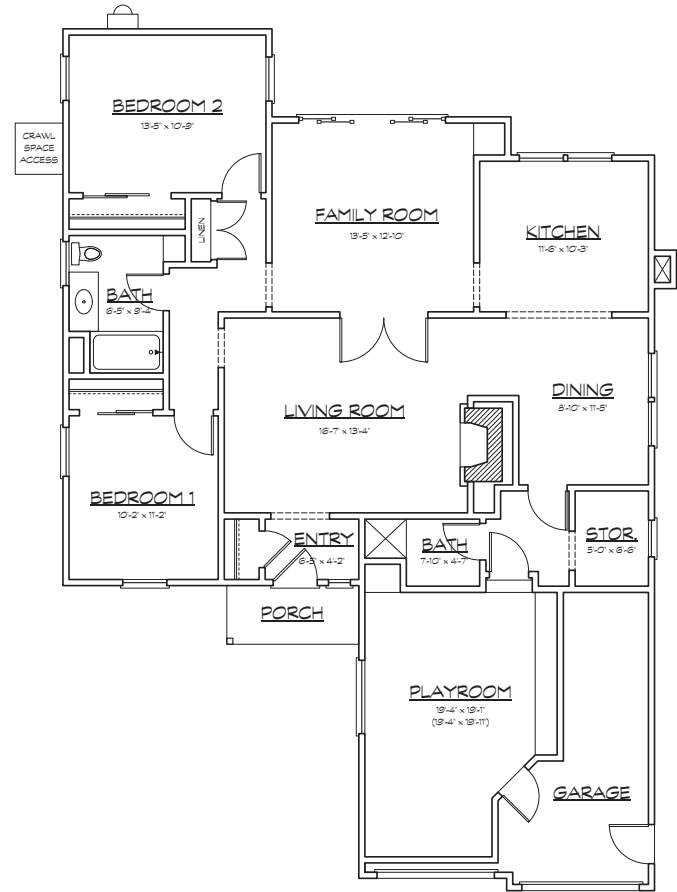 BEDROOM 2
13'-5" x 10'-9"
CRAWL
SPACE
ACCESS
FAMILY ROOM
13'-5" x 12'-10"
KITCHEN
11'-6" x 10'-3"
LINEN
BATH
6'-5" x 9'-4"
DINING
8'-10" x 11'-5"
LIVING ROOM
16'-7" x 13'-4"
BEDROOM 1
10'-2" x 11'-2"
ENTRY
6'-5" x 4'-2"
BATH
7'-10" x 4'-7"
STOR.
5'-0" x 6'-6"
PORCH
PLAYROOM
19'-4" x 19'-1"
(19'-4" x 19'-11")
GARAGE